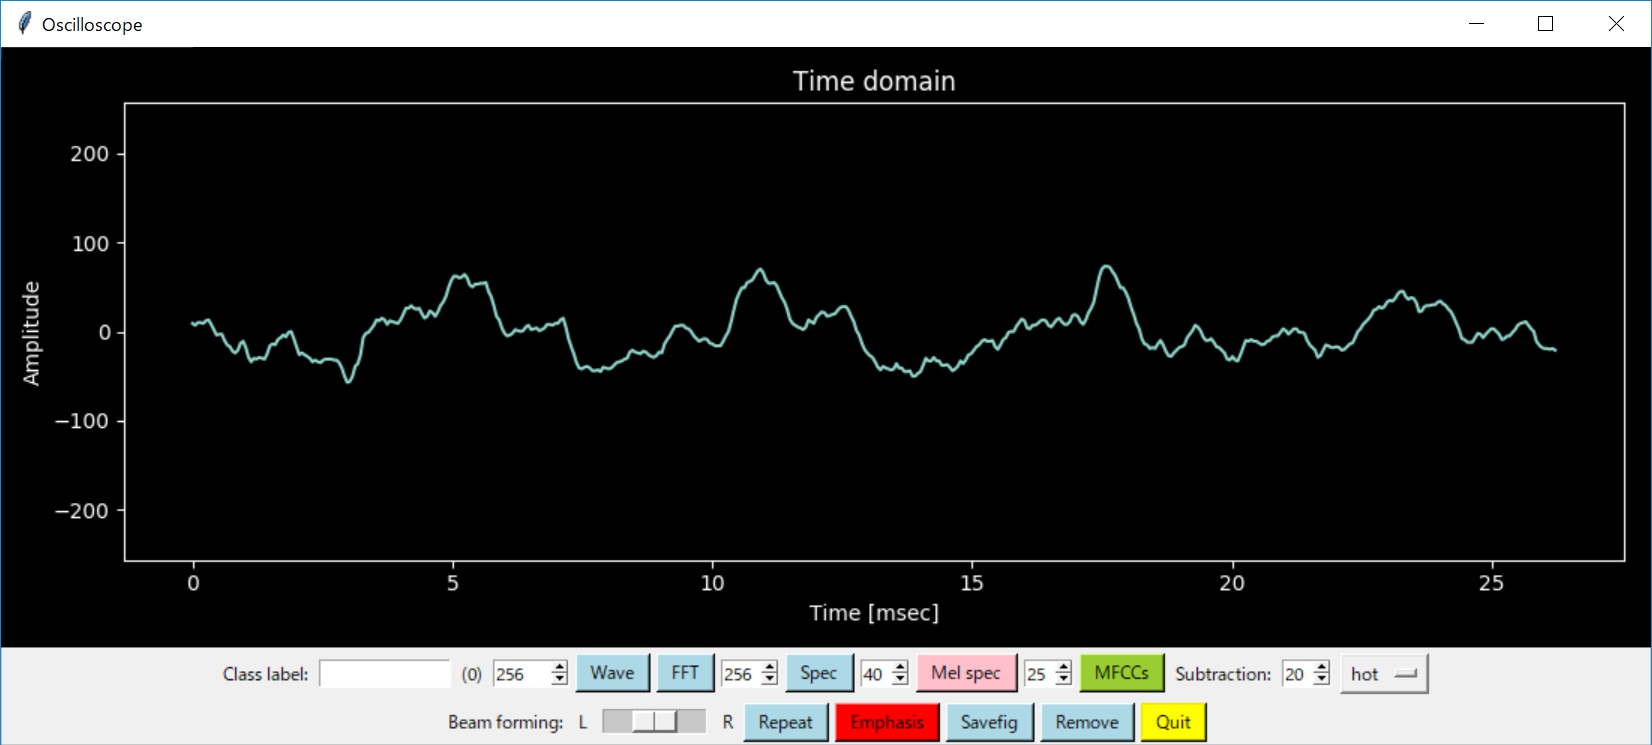 Oscilloscope
Time domain
200
100
0
−100
−200
Amplitude
0 5 10 15 20 25
Time [msec]
Class label: (0) 256 Wave FFT 256 Spec 40 Mel spec 25 MFCCs Subtraction: 20 hot
Beam forming: L R Repeat Emphasis Savefig Remove Quit